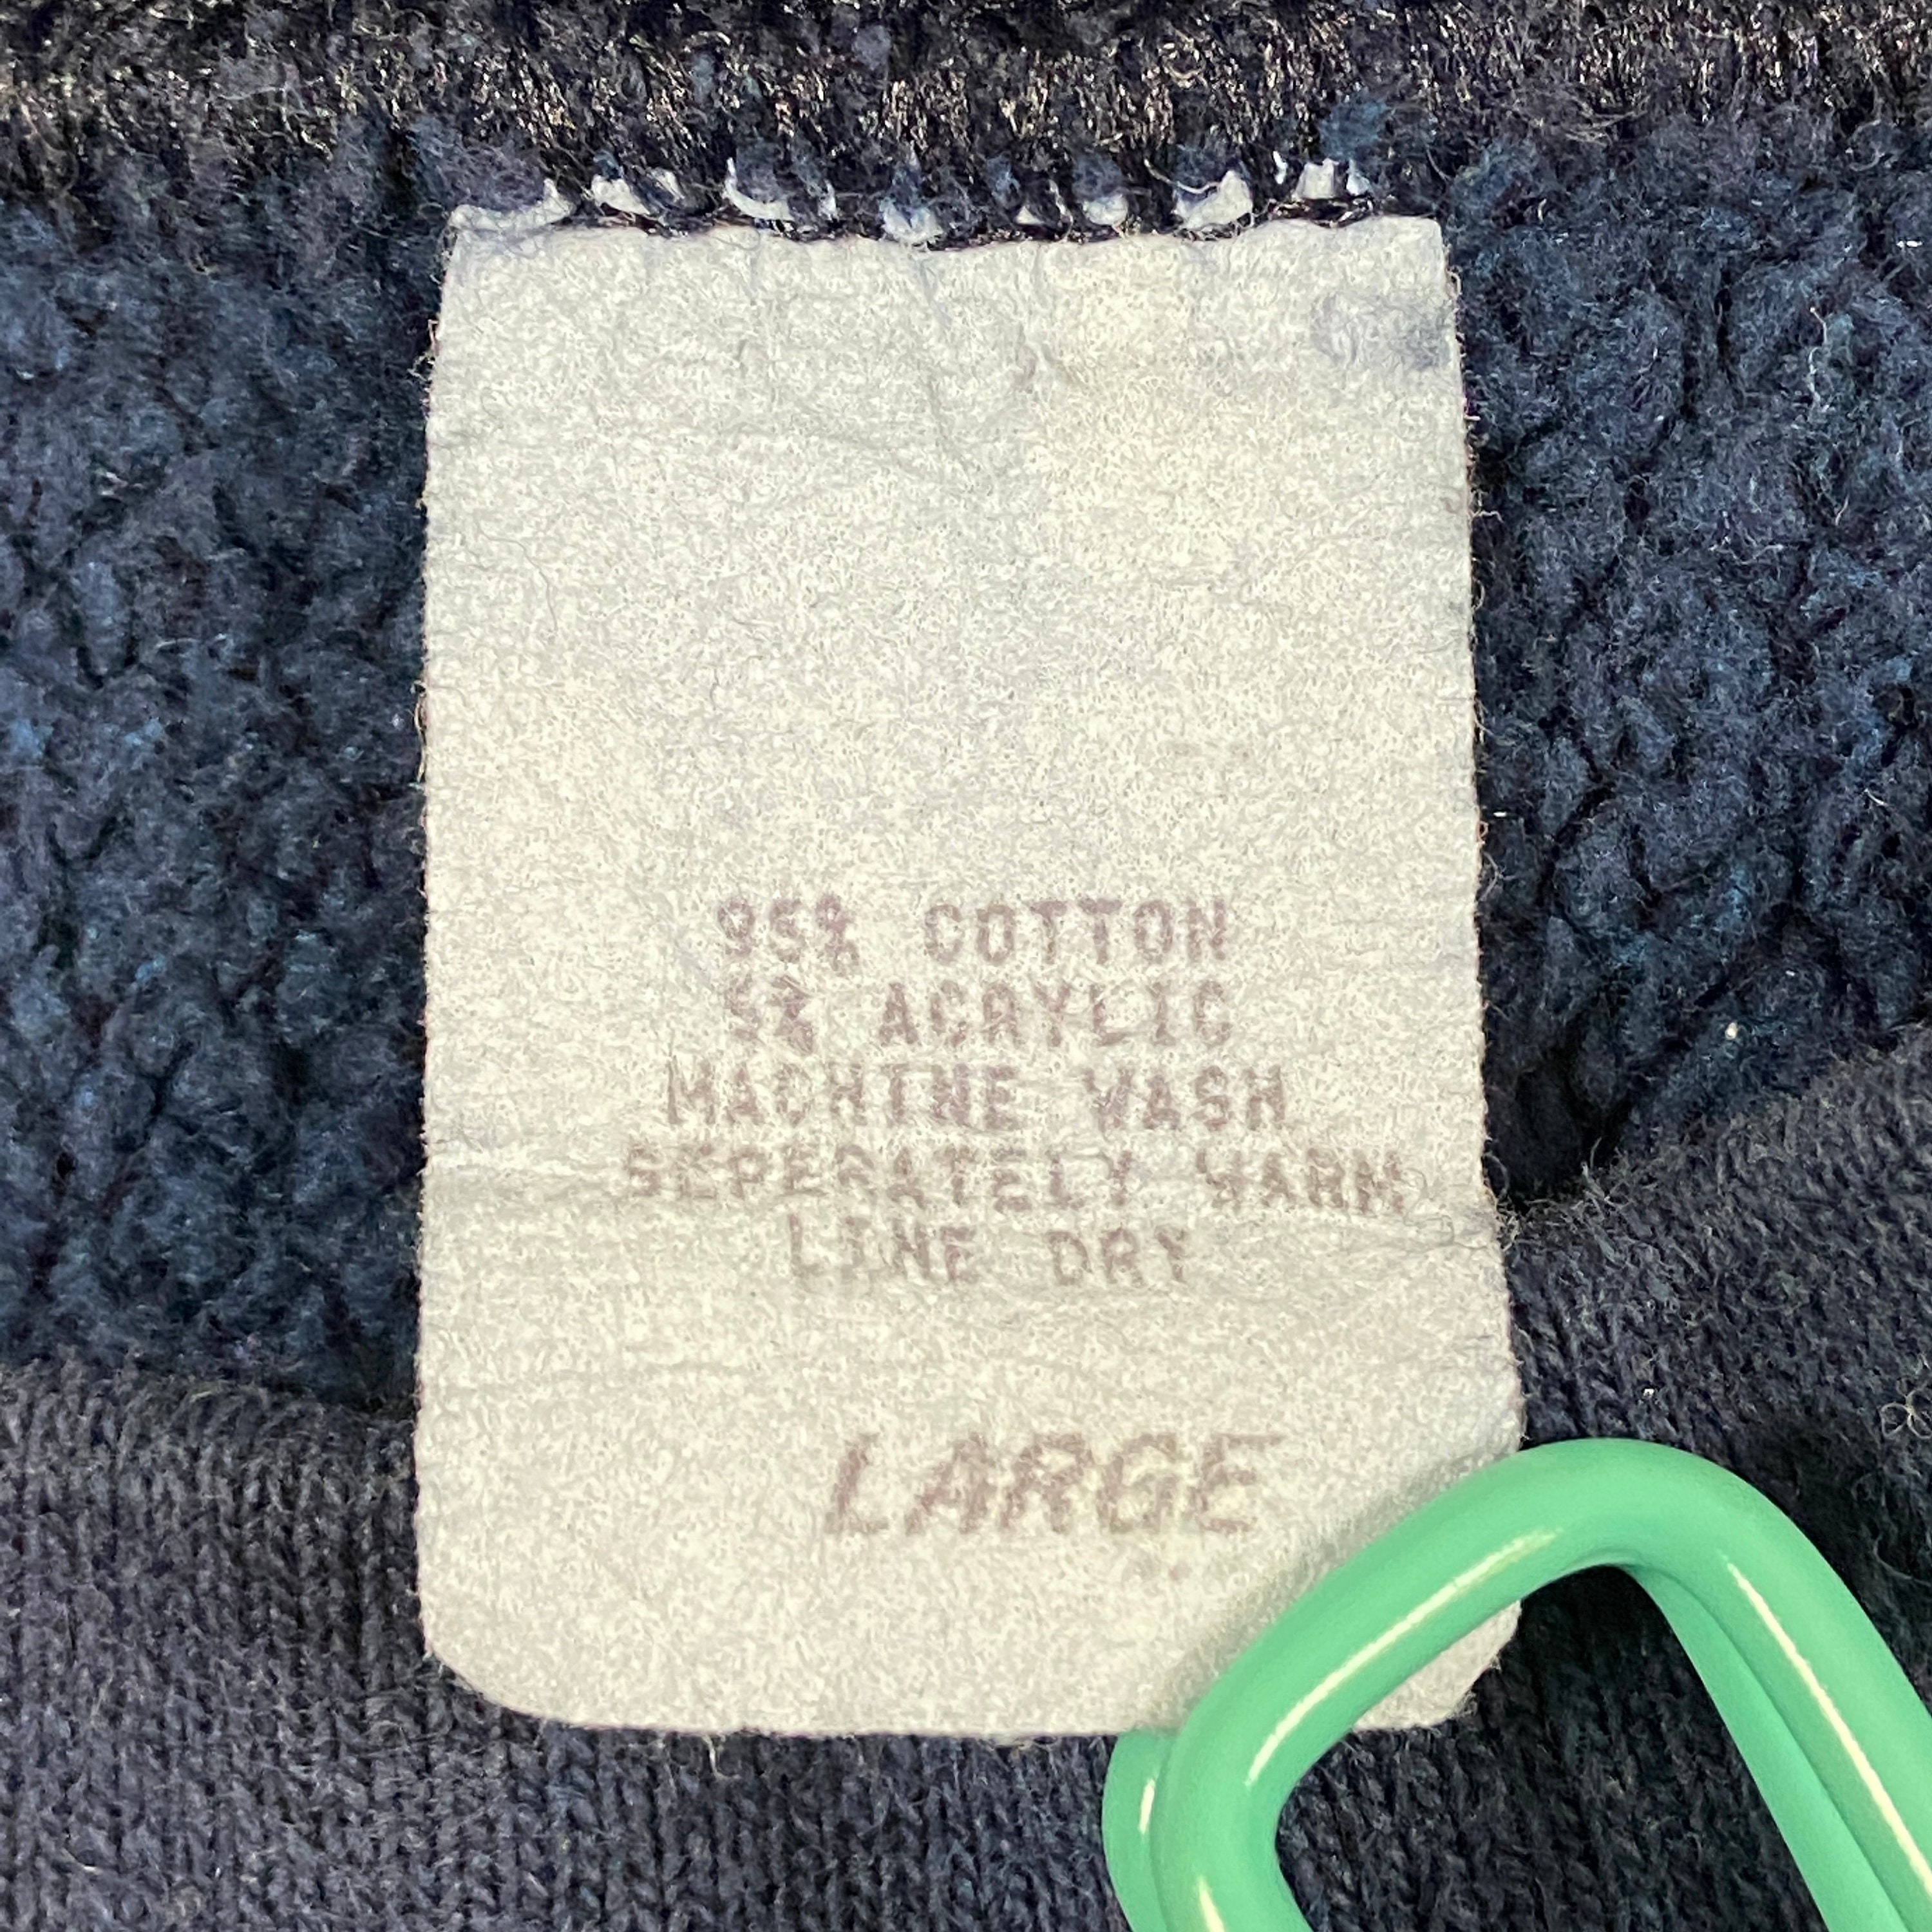 95% COTTON
5% ACRYLIC
MACHINE WASH
SEPERATELY WARM
LINE DRY
LARGE